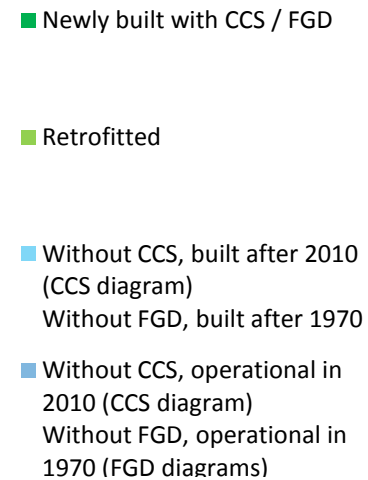 Newly built with CCS / FGD
Retrofitted
Without CCS, built after 2010
(CCS diagram)
Without FGD, built after 1970
Without CCS, operational in
2010 (CCS diagram)
Without FGD, operational in
1970 (FGD diagrams)